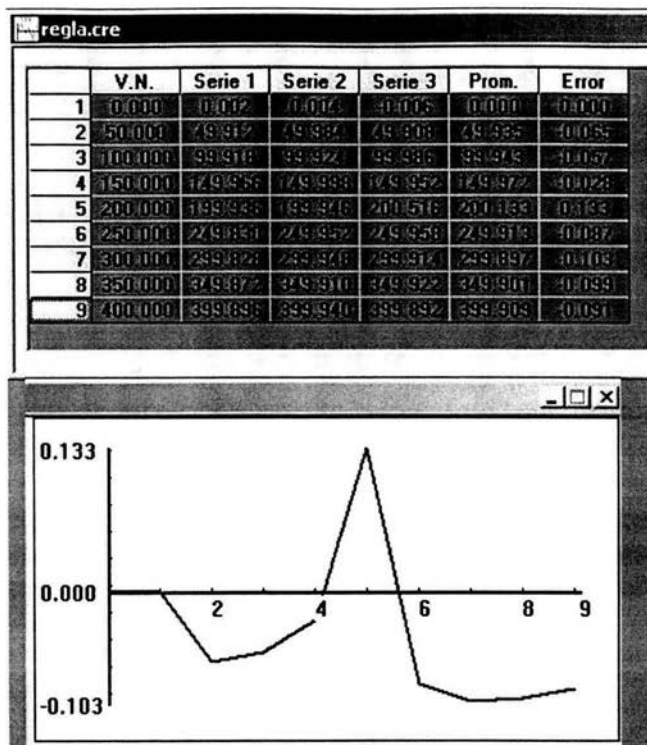 regla.cre
V.N. Serie 1 Serie 2 Serie 3 Prom. Error
1 0.000 0.002 0.004 -0.006 0.000 0.000
2 50.000 49.912 49.984 49.908 49.935 -0.065
3 100.000 99.918 99.924 99.986 99.943 -0.057
4 150.000 149.966 149.998 149.952 149.972 -0.028
5 200.000 199.946 200.516 200.133 0.133
6 250.000 249.830 249.952 249.958 249.913 -0.087
7 300.000 299.828 299.948 299.914 299.897 -0.103
8 350.000 349.872 349.910 349.922 349.901 -0.099
9 400.000 399.896 399.940 399.892 399.909 -0.091
0.133
0.000
2 4 6 8 9
-0.103